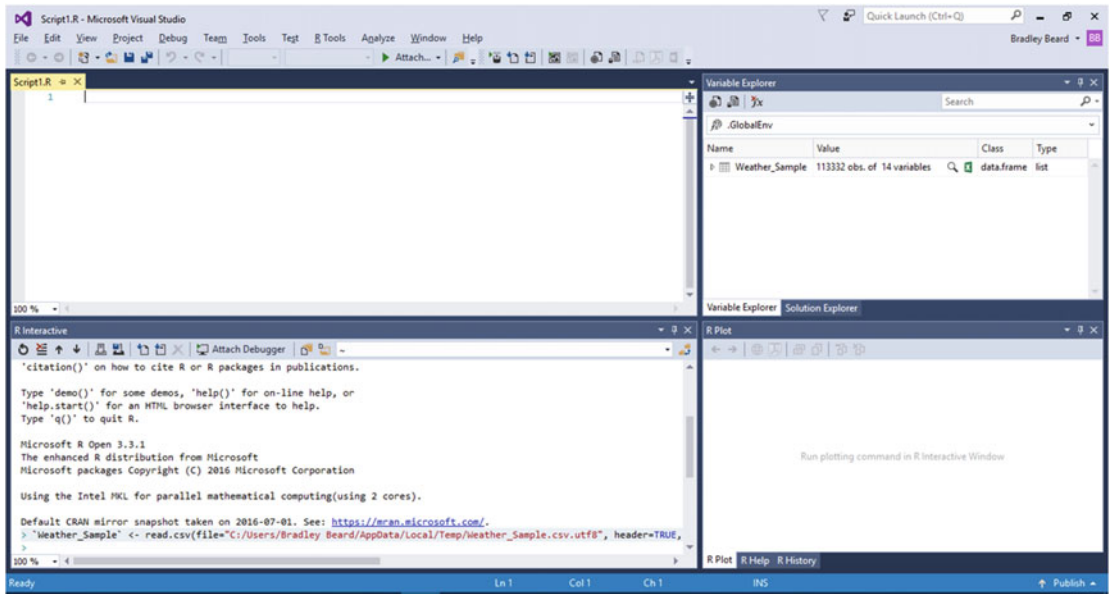 Script1.R - Microsoft Visual Studio
Quick Launch (Ctrl+Q)
File Edit View Project Debug Team Tools Test R Tools Analyze Window Help
Bradley Beard BB
Attach...
Script1.R
1
100 %
Variable Explorer
Search
.GlobalEnv
Name Value Class Type
Weather_Sample 113332 obs. of 14 variables data.frame list
Variable Explorer Solution Explorer
R Interactive
Attach Debugger ~
'citation()' on how to cite R or R packages in publications.
Type 'demo()' for some demos, 'help()' for on-line help, or
'help.start()' for an HTML browser interface to help.
Type 'q()' to quit R.
Microsoft R Open 3.3.1
The enhanced R distribution from Microsoft
Microsoft packages Copyright (C) 2016 Microsoft Corporation
Using the Intel MKL for parallel mathematical computing(using 2 cores).
Default CRAN mirror snapshot taken on 2016-07-01. See: https://mran.microsoft.com/.
> `Weather_Sample` <- read.csv(file="C:/Users/Bradley Beard/AppData/Local/Temp/Weather_Sample.csv.utf8", header=TRUE,
>
100 %
R Plot
Run plotting command in R Interactive Window
R Plot R Help R History
Ready Ln 1 Col 1 Ch 1 INS Publish